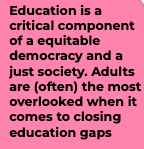 Education is a
critical component
of a equitable
democracy and a
just society. Adults
are (often) the most
overlooked when it
comes to closing
education gaps